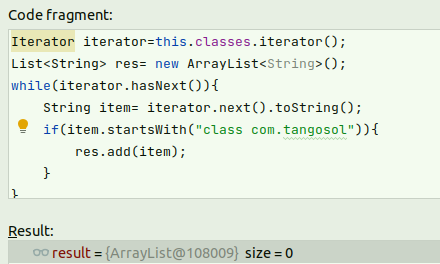 Code fragment:
Iterator iterator=this.classes.iterator();
List<String> res= new ArrayList<String>();
while(iterator.hasNext()){
    String item= iterator.next().toString();
    if(item.startsWith("class com.tangosol")){
        res.add(item);
    }
}
Result:
result = {ArrayList@108009} size = 0